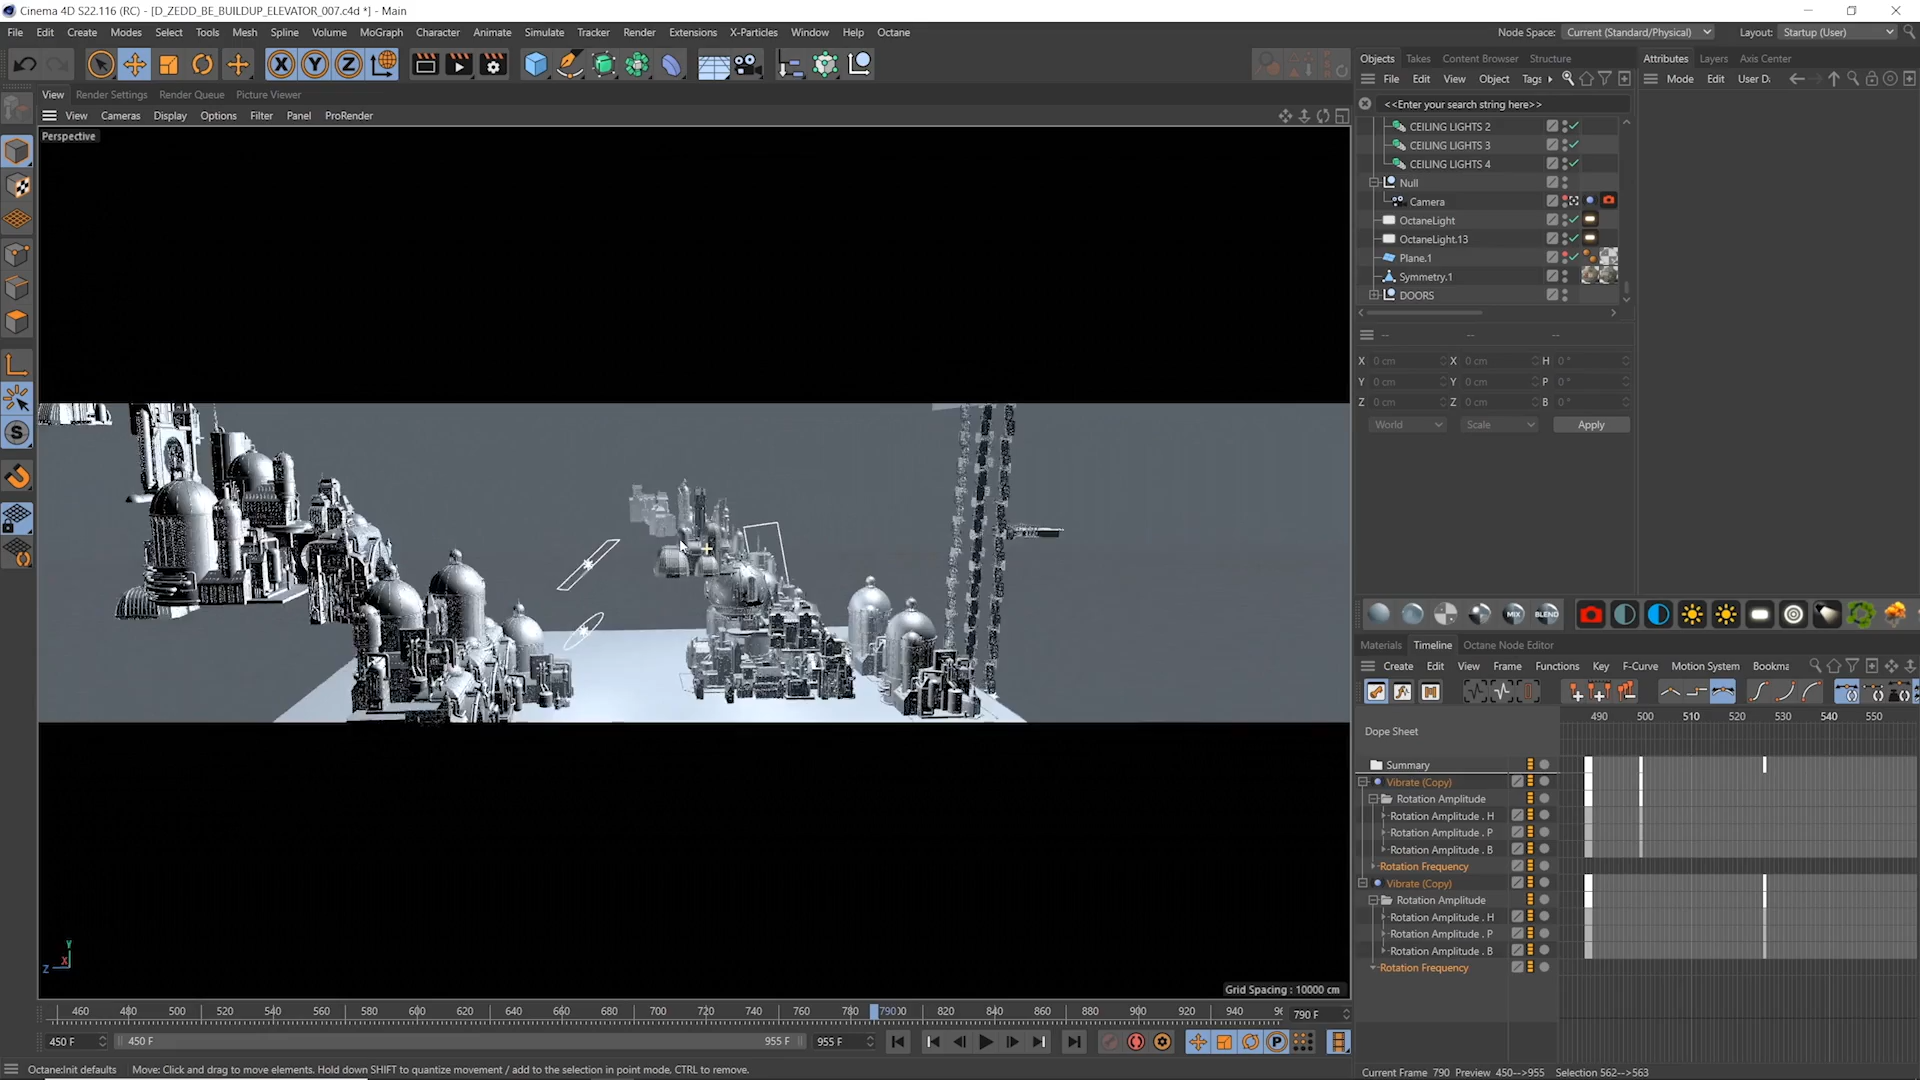 Cinema 4D S22.116 (RC) - [D_ZEDD_BE_BUILDUP_ELEVATOR_007.c4d *] - Main
File Edit Create Modes Select Tools Mesh Spline Volume MoGraph Character Animate Simulate Tracker Render Extensions X-Particles Window Help Octane
Node Space: Current (Standard/Physical) Layout: Startup (User)
X Y Z
View Render Settings Render Queue Picture Viewer
View Cameras Display Options Filter Panel ProRender
Perspective
Objects Takes Content Browser Structure
File Edit View Object Tags
<<Enter your search string here>>
CEILING LIGHTS 2
CEILING LIGHTS 3
CEILING LIGHTS 4
Null
Camera
OctaneLight
OctaneLight.13
Plane.1
Symmetry.1
DOORS
-- -- --
X 0 cm X 0 cm H 0 °
Y 0 cm Y 0 cm P 0 °
Z 0 cm Z 0 cm B 0 °
World Scale Apply
Attributes Layers Axis Center
Mode Edit User D
MIX BLEND
Materials Timeline Octane Node Editor
Create Edit View Frame Functions Key F-Curve Motion System Bookma
490 500 510 520 530 540 550
Dope Sheet
Summary
Vibrate (Copy)
Rotation Amplitude
Rotation Amplitude . H
Rotation Amplitude . P
Rotation Amplitude . B
Rotation Frequency
Vibrate (Copy)
Rotation Amplitude
Rotation Amplitude . H
Rotation Amplitude . P
Rotation Amplitude . B
Rotation Frequency
Y
Z X
Grid Spacing : 10000 cm
460 480 500 520 540 560 580 600 620 640 660 680 700 720 740 760 780 790 820 840 860 880 900 920 940 790 F
450 F 450 F 955 F 955 F
P
Octane:Init defaults Move: Click and drag to move elements. Hold down SHIFT to quantize movement / add to the selection in point mode, CTRL to remove.
Current Frame 790 Preview 450-->955 Selection 562-->563